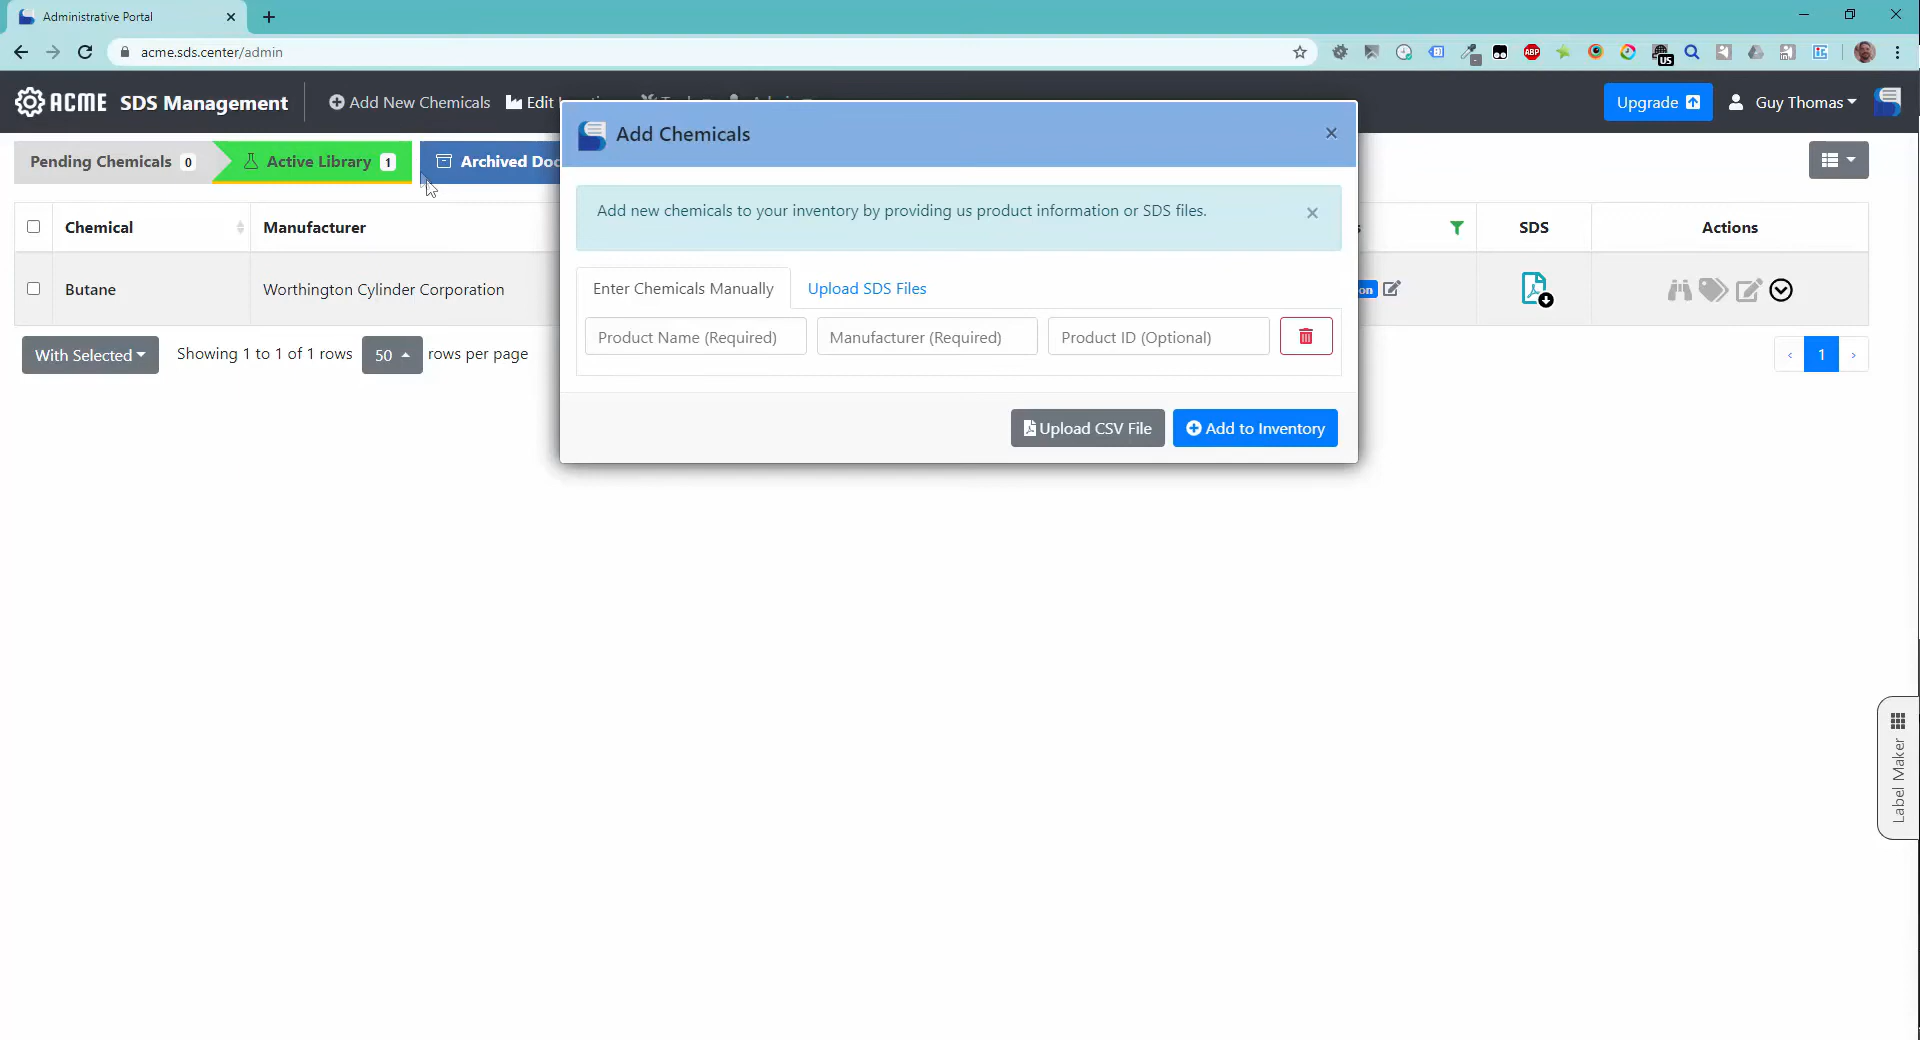 Administrative Portal
acme.sds.center/admin
ABP
US
ACME SDS Management
Add New Chemicals
Edit
Upgrade
Guy Thomas
Add Chemicals
Pending Chemicals 0
Active Library 1
Archived Doc
Add new chemicals to your inventory by providing us product information or SDS files.
Chemical
Manufacturer
SDS
Actions
Enter Chemicals Manually
Upload SDS Files
Butane
Worthington Cylinder Corporation
on
Product Name (Required)
Manufacturer (Required)
Product ID (Optional)
With Selected
Showing 1 to 1 of 1 rows
50
rows per page
‹ 1 ›
Upload CSV File
Add to Inventory
Label Maker